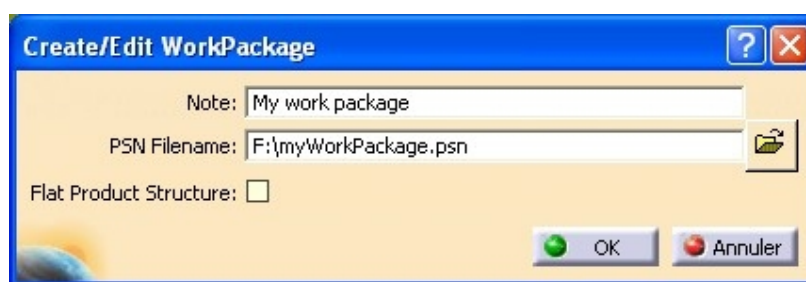 Create/Edit WorkPackage
Note: My work package
PSN Filename: F:\myWorkPackage.psn
Flat Product Structure:
OK Annuler